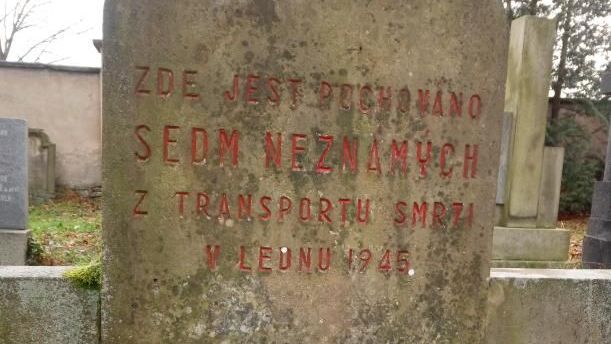 ZDE JEST POCHOVÁNO
SEDM NEZNÁMÝCH
Z TRANSPORTU SMRTI
V LEDNU 1945